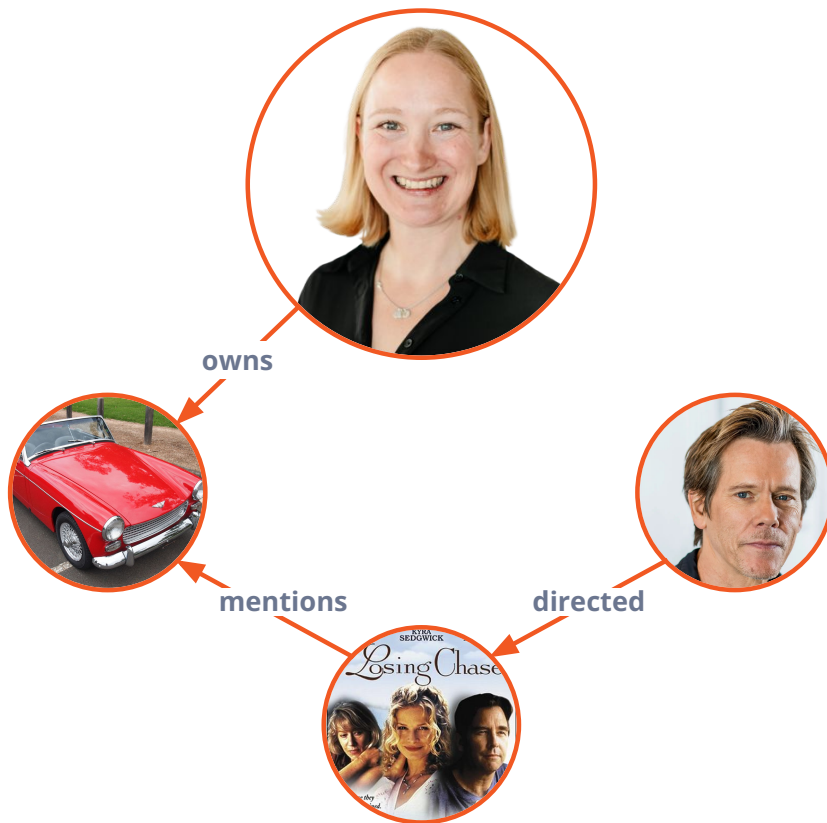 owns
mentions
directed
KYRA
SEDGWICK
Losing Chase